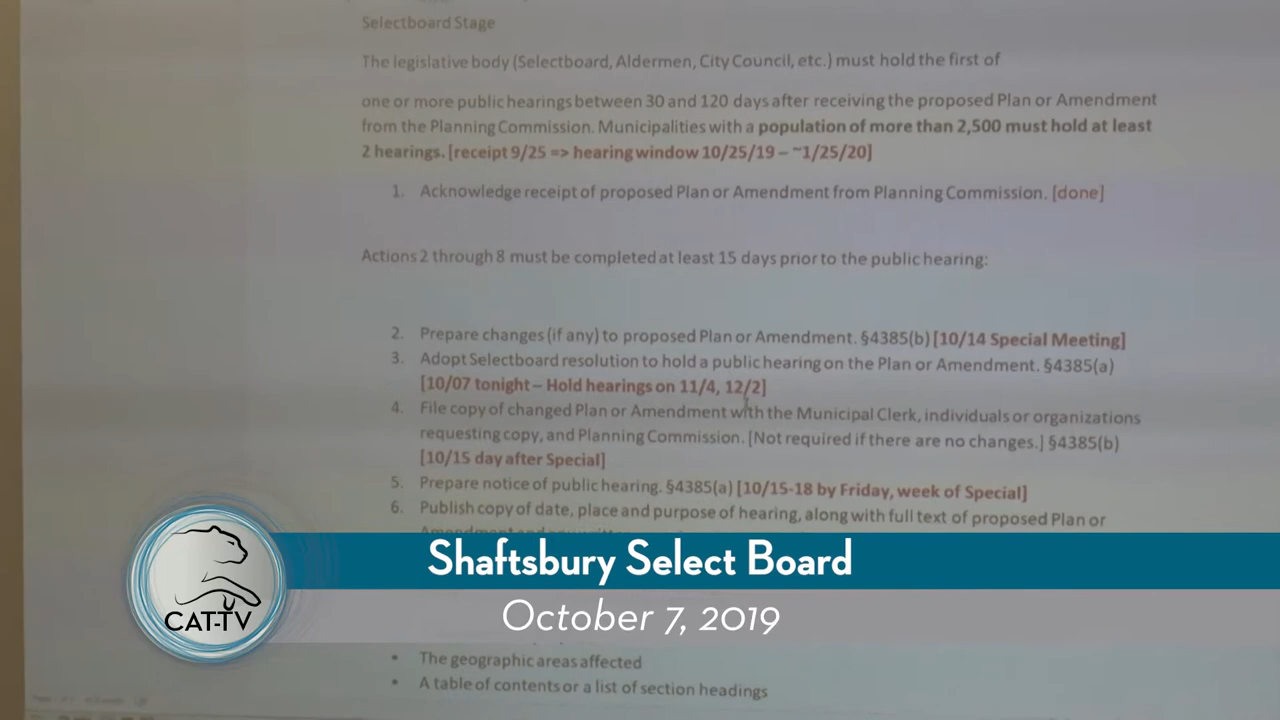 Selectboard Stage
The legislative body (Selectboard, Aldermen, City Council, etc.) must hold the first of
one or more public hearings between 30 and 120 days after receiving the proposed Plan or Amendment
from the Planning Commission. Municipalities with a population of more than 2,500 must hold at least
2 hearings. [receipt 9/25 => hearing window 10/25/19 – ~1/25/20]
1. Acknowledge receipt of proposed Plan or Amendment from Planning Commission. [done]
Actions 2 through 8 must be completed at least 15 days prior to the public hearing:
2. Prepare changes (if any) to proposed Plan or Amendment. §4385(b) [10/14 Special Meeting]
3. Adopt Selectboard resolution to hold a public hearing on the Plan or Amendment. §4385(a)
[10/07 tonight – Hold hearings on 11/4, 12/2]
4. File copy of changed Plan or Amendment with the Municipal Clerk, individuals or organizations
requesting copy, and Planning Commission. [Not required if there are no changes.] §4385(b)
[10/15 day after Special]
5. Prepare notice of public hearing. §4385(a) [10/15-18 by Friday, week of Special]
6. Publish copy of date, place and purpose of hearing, along with full text of proposed Plan or
Shaftsbury Select Board
October 7, 2019
CAT-TV
• The geographic areas affected
• A table of contents or a list of section headings